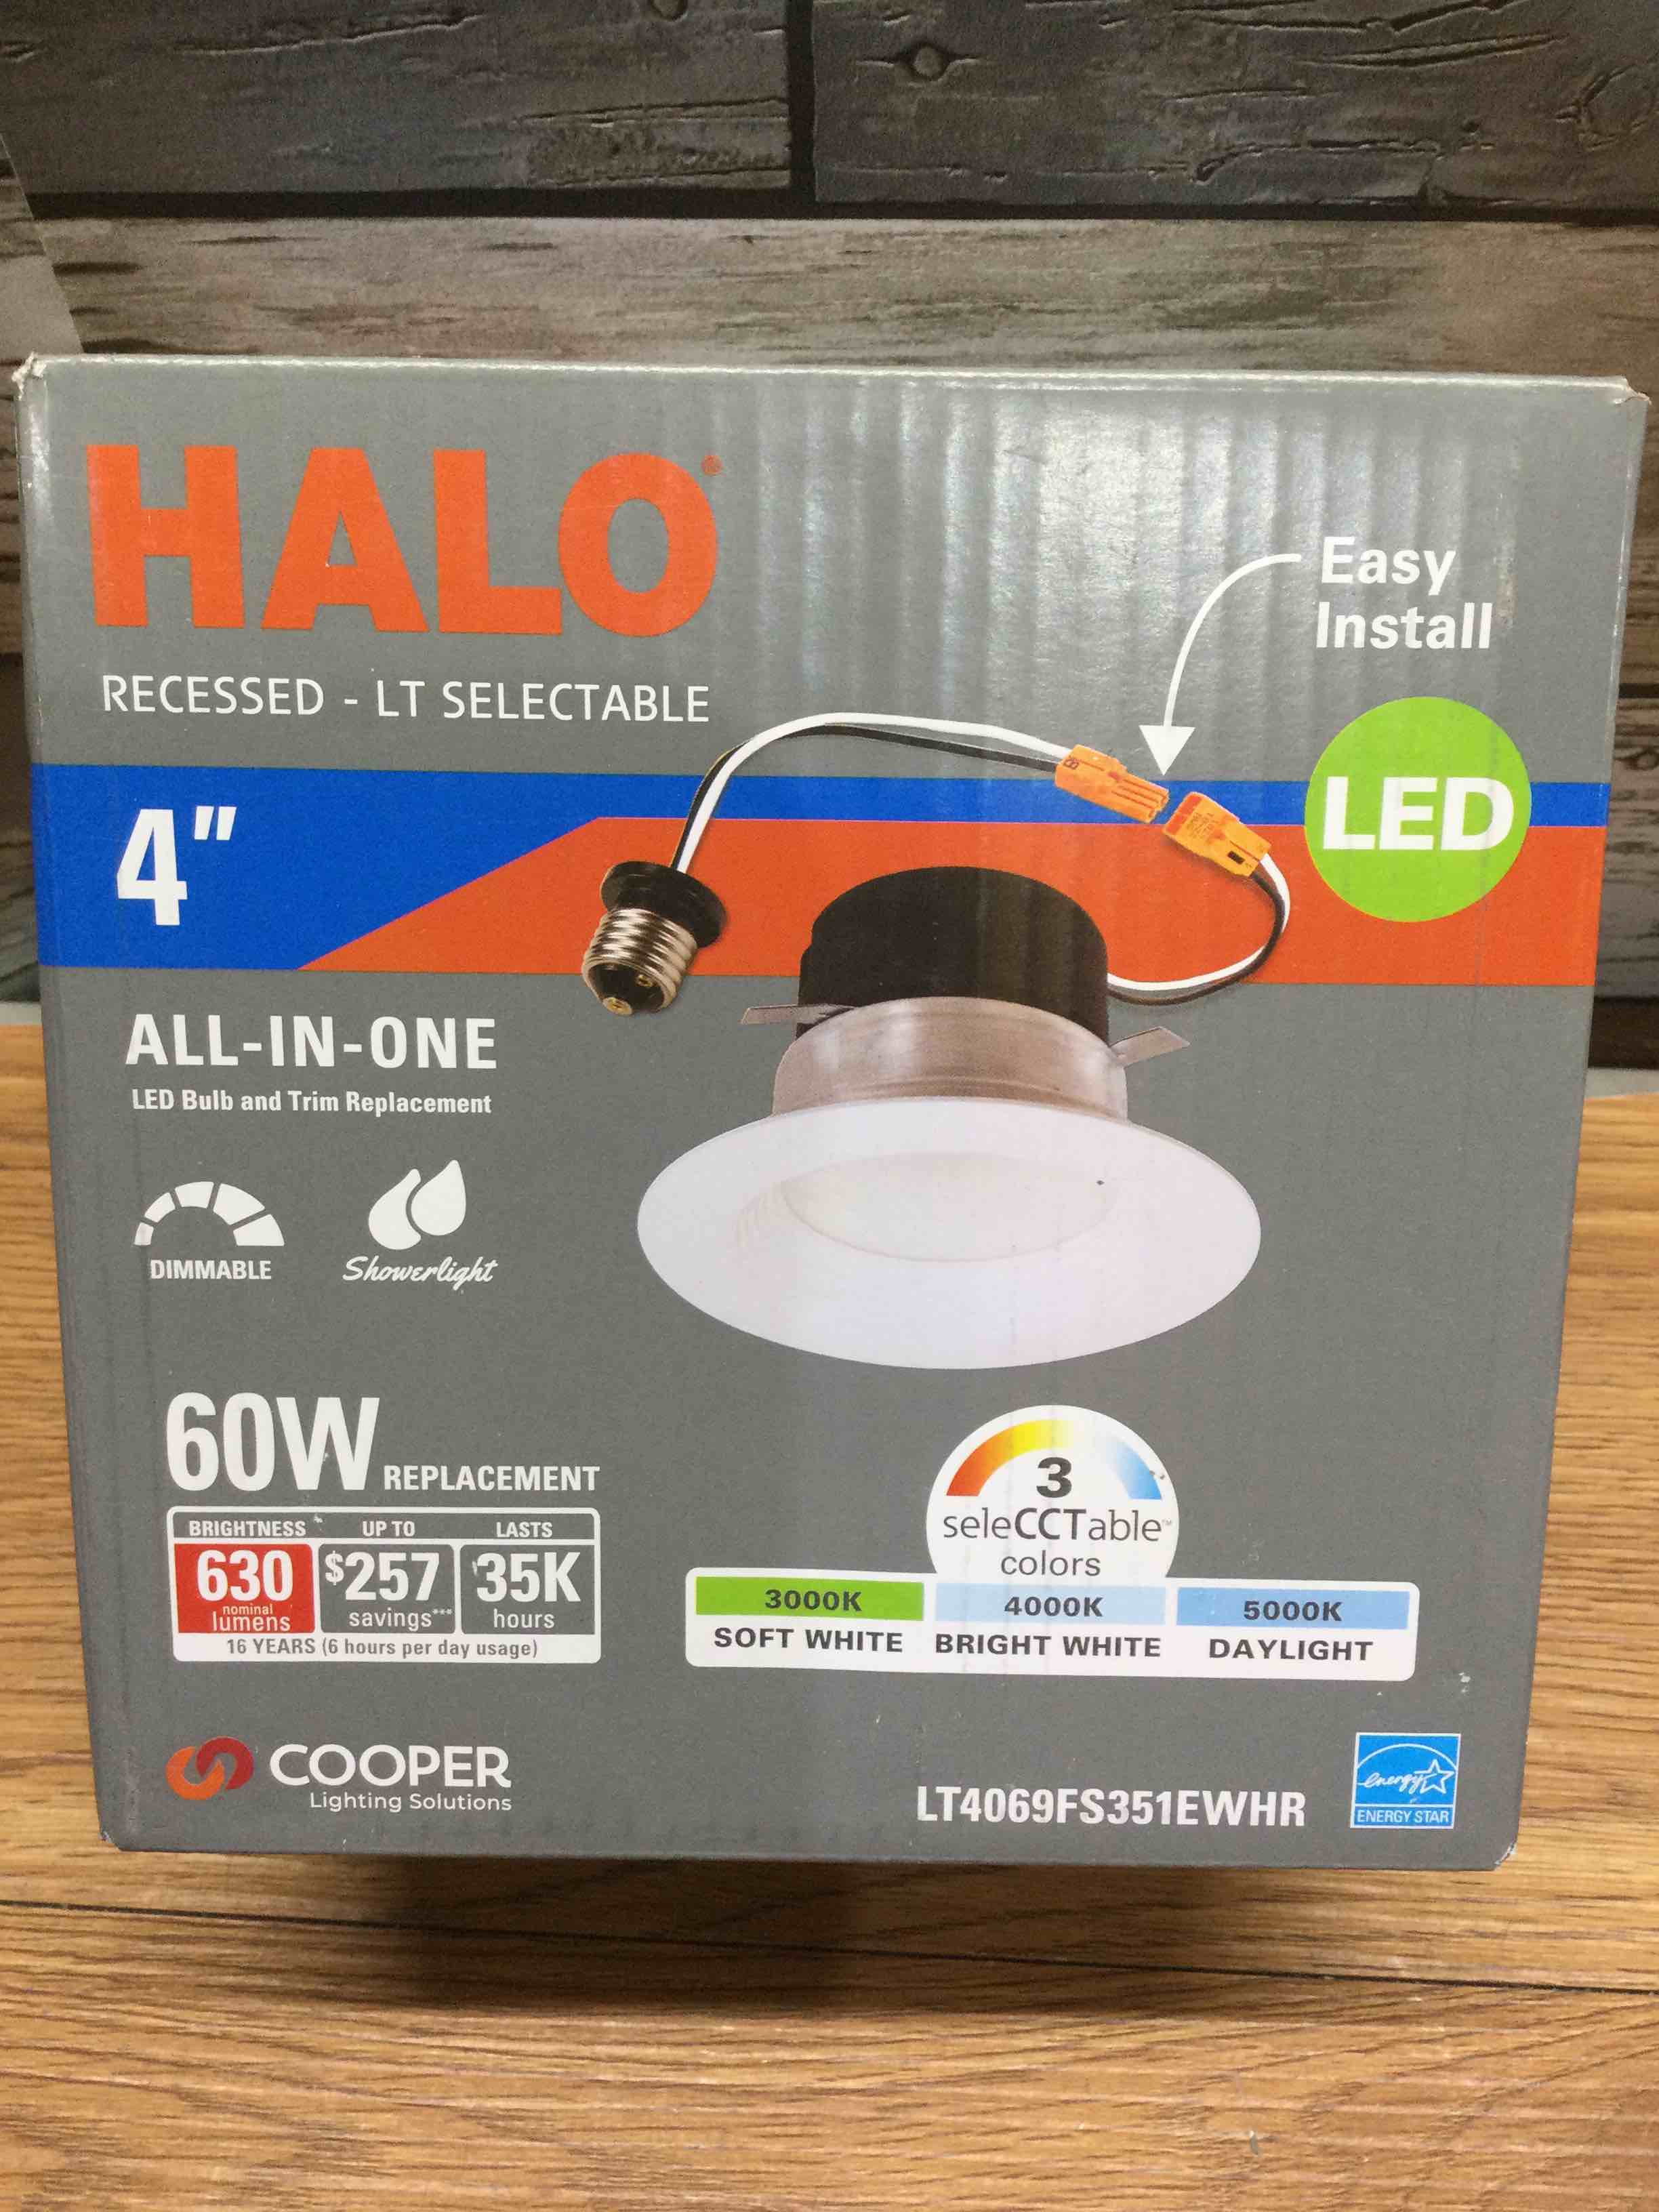 HALO
RECESSED - LT SELECTABLE
Easy
Install
LED
4"
ALL-IN-ONE
LED Bulb and Trim Replacement
DIMMABLE
Showerlight
60W REPLACEMENT
BRIGHTNESS* UP TO LASTS
630 $257 35K
nominal lumens savings*** hours
16 YEARS (6 hours per day usage)
3
seleCCTable™
colors
3000K 4000K 5000K
SOFT WHITE BRIGHT WHITE DAYLIGHT
COOPER
Lighting Solutions
LT4069FS351EWHR
energy
ENERGY STAR